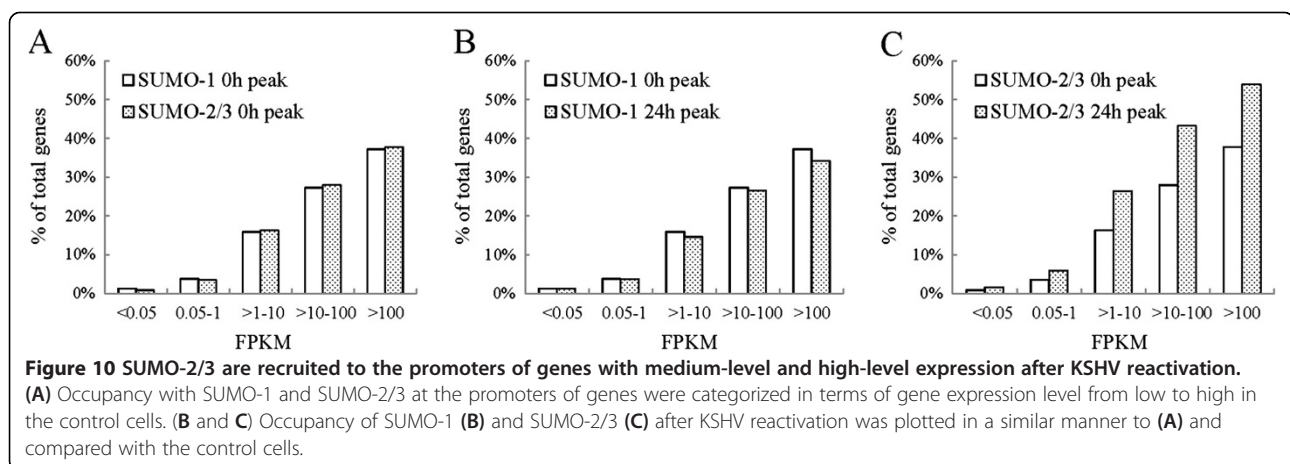 A
60%
50%
40%
30%
20%
10%
0%
% of total genes
SUMO-1 0h peak
SUMO-2/3 0h peak
<0.05 0.05-1 >1-10 >10-100 >100
FPKM
B
60%
50%
40%
30%
20%
10%
0%
% of total genes
SUMO-1 0h peak
SUMO-1 24h peak
<0.05 0.05-1 >1-10 >10-100 >100
FPKM
C
60%
50%
40%
30%
20%
10%
0%
% of total genes
SUMO-2/3 0h peak
SUMO-2/3 24h peak
<0.05 0.05-1 >1-10 >10-100 >100
FPKM
Figure 10 SUMO-2/3 are recruited to the promoters of genes with medium-level and high-level expression after KSHV reactivation.
(A) Occupancy with SUMO-1 and SUMO-2/3 at the promoters of genes were categorized in terms of gene expression level from low to high in
the control cells. (B and C) Occupancy of SUMO-1 (B) and SUMO-2/3 (C) after KSHV reactivation was plotted in a similar manner to (A) and
compared with the control cells.